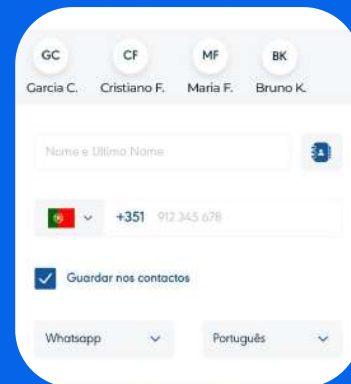 GC CF MF BK
Garcia C. Cristiano F. Maria F. Bruno K.
Nome e Ultimo Nome
+351 912 345 678
Guardar nos contactos
Whatsapp Português